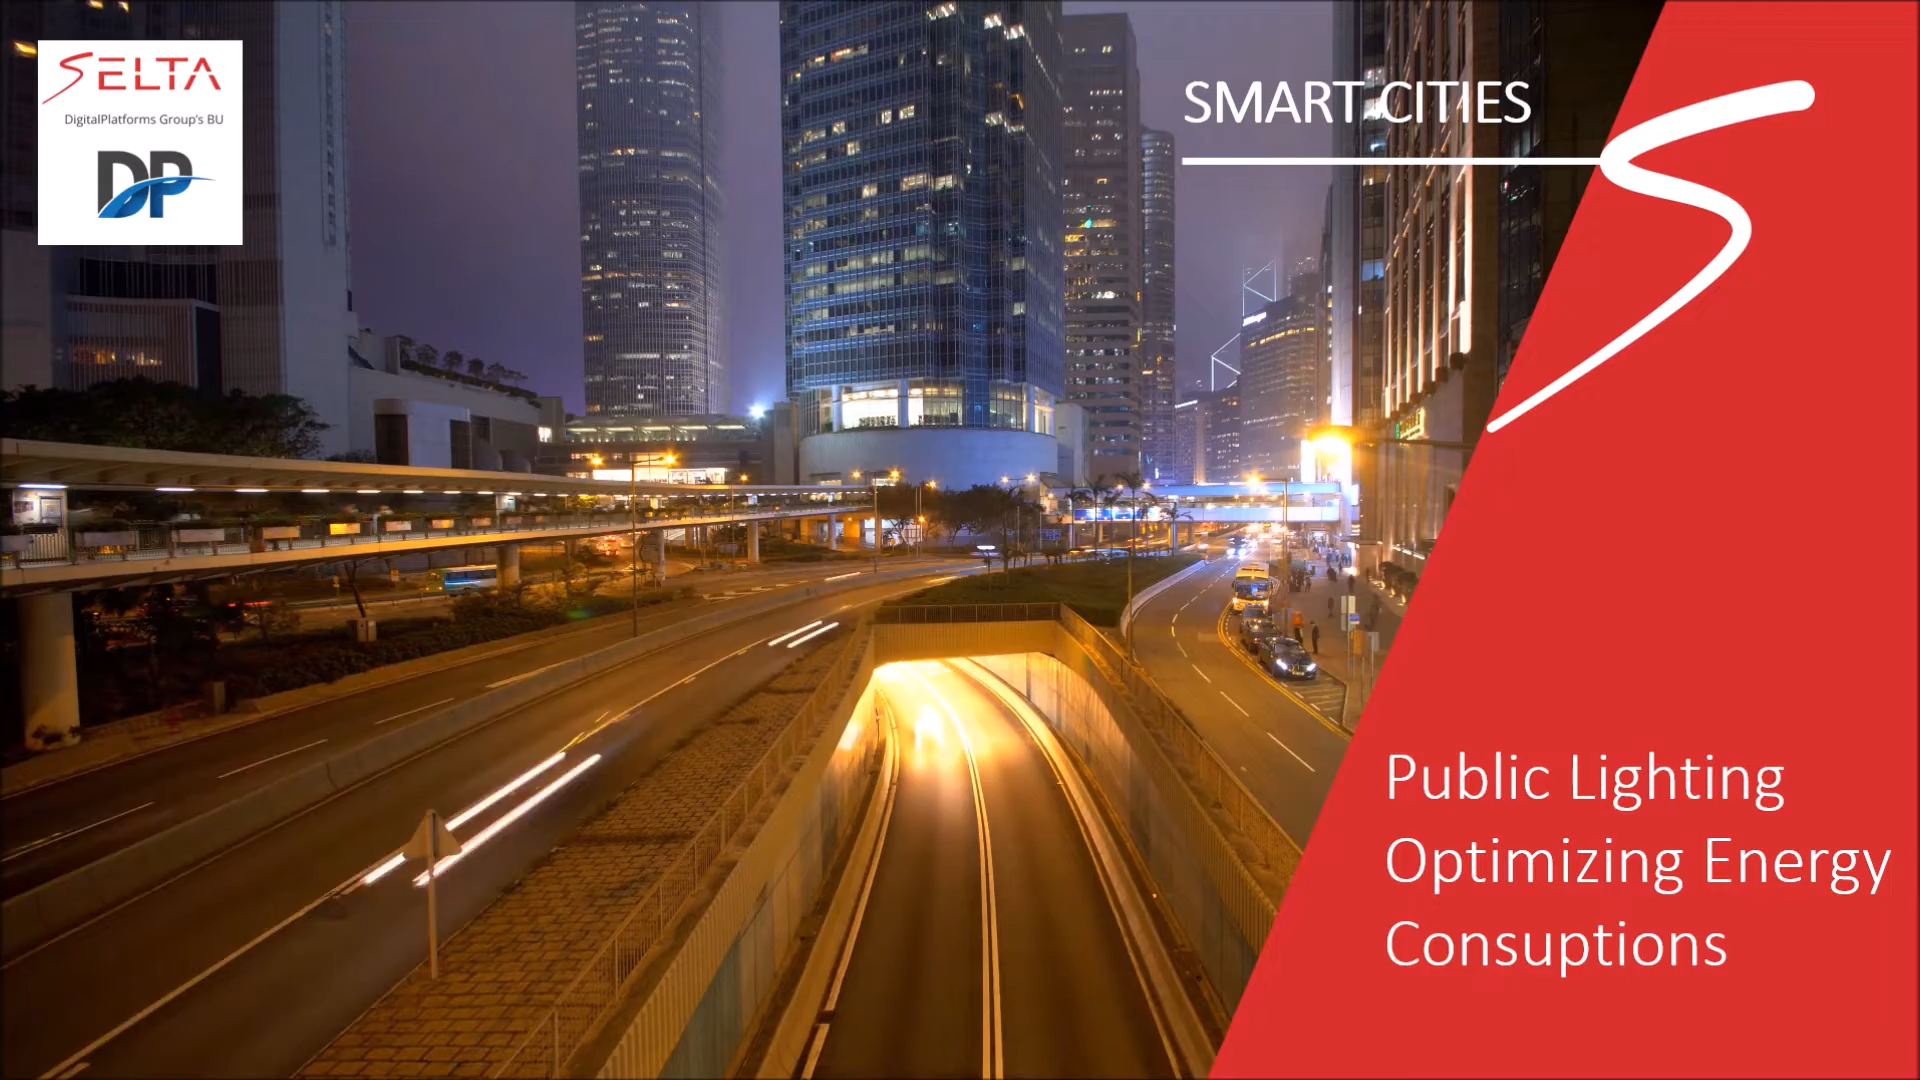 SELTA
DigitalPlatforms Group's BU
DP
SMART CITIES
Public Lighting
Optimizing Energy
Consuptions